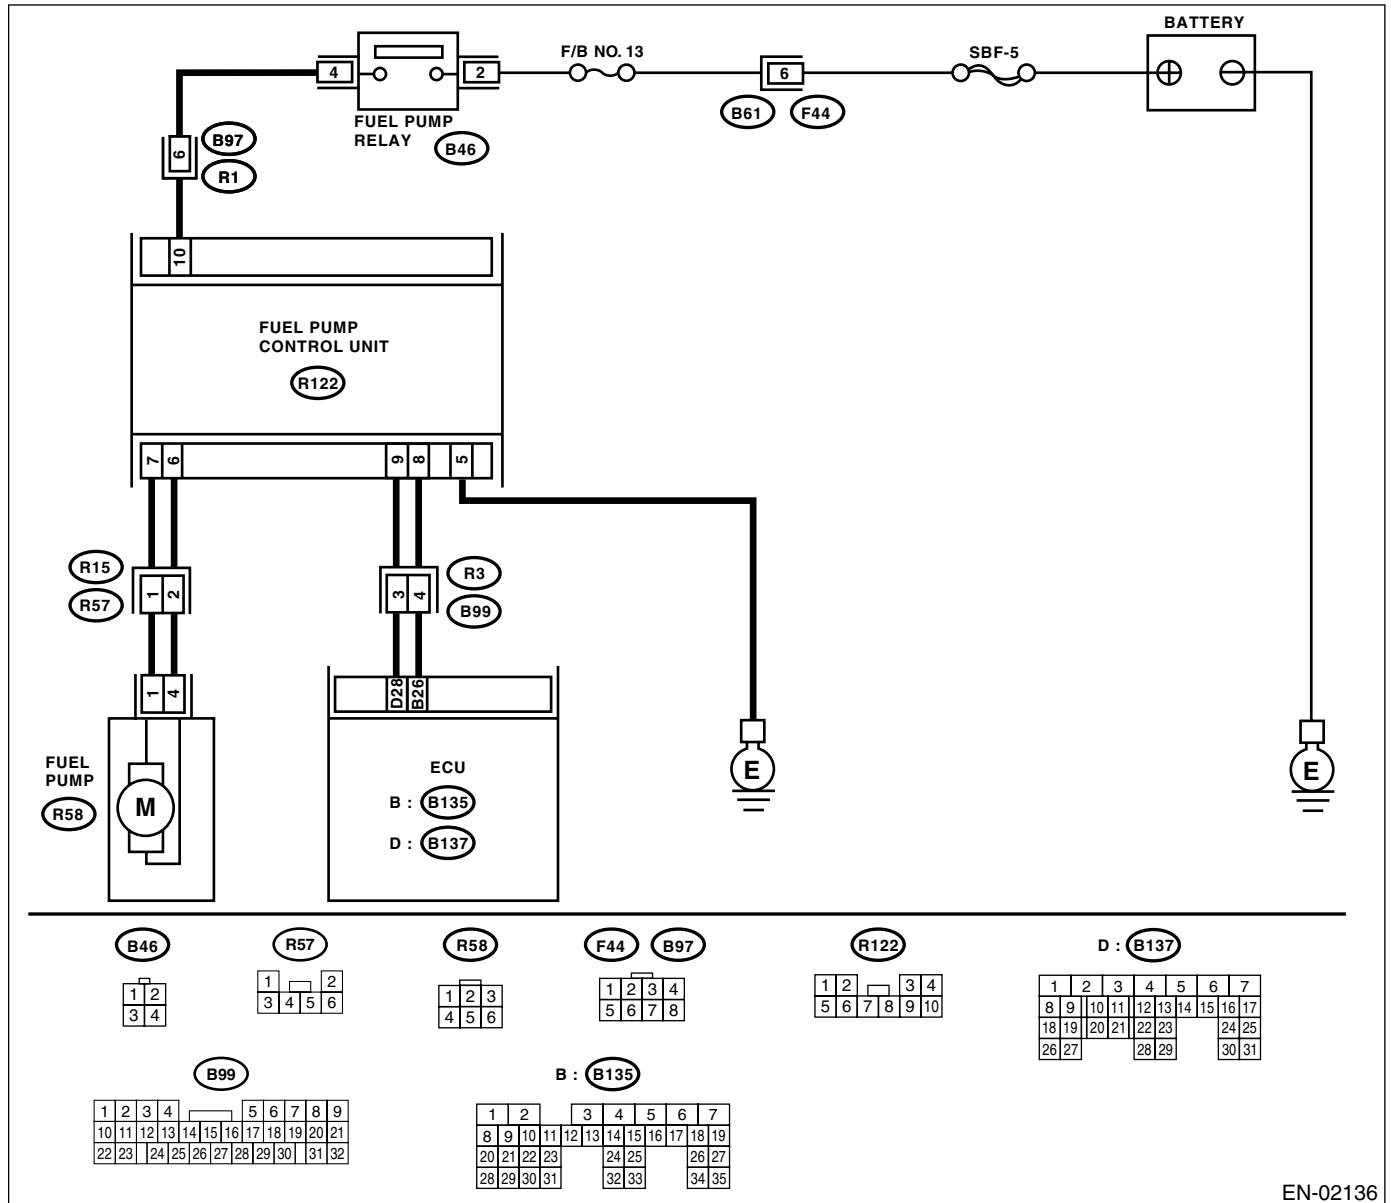 BATTERY
F/B NO. 13
SBF-5
4
2
6
FUEL PUMP
RELAY
B46
B61 F44
6
B97
R1
10
FUEL PUMP
CONTROL UNIT
R122
7 6 9 8 5
R15
R57
1 2
3 4
R3
B99
1 4
D28 B26
FUEL
PUMP
R58
M
ECU
B : B135
D : B137
E
E
B46
1 2
3 4
R57
1 2
3 4 5 6
R58
1 2 3
4 5 6
F44 B97
1 2 3 4
5 6 7 8
R122
1 2 3 4
5 6 7 8 9 10
D : B137
1 2 3 4 5 6 7
8 9 10 11 12 13 14 15 16 17
18 19 20 21 22 23 24 25
26 27 28 29 30 31
B99
1 2 3 4 5 6 7 8 9
10 11 12 13 14 15 16 17 18 19 20 21
22 23 24 25 26 27 28 29 30 31 32
B : B135
1 2 3 4 5 6 7
8 9 10 11 12 13 14 15 16 17 18 19
20 21 22 23 24 25 26 27
28 29 30 31 32 33 34 35
EN-02136